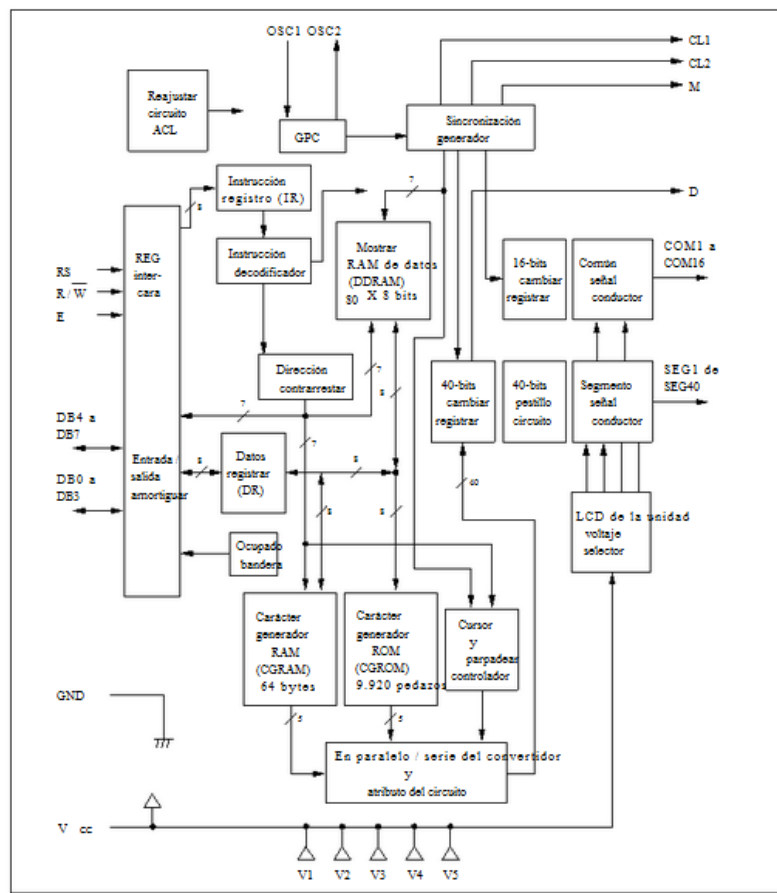 OSC1 OSC2
CL1
CL2
M
Reajustar
circuito
ACL
GPC
Sincronización
generador
7
Instrucción
registro (IR)
8
D
REG
inter-
cara
Instrucción
decodificador
Mostrar
RAM de datos
(DDRAM)
80 X 8 bits
16-bits
cambiar
registrar
Común
señal
conductor
COM1 a
COM16
RS
R/W
E
Dirección
contrarrestar
7
8
40-bits
cambiar
registrar
40-bits
pestillo
circuito
Segmento
señal
conductor
SEG1 de
SEG40
7
7
DB4 a
DB7
Entrada /
salida
amortiguar
8
Datos
registrar
(DR)
8
40
DB0 a
DB3
8
8
LCD de la unidad
voltaje
selector
Ocupado
bandera
Carácter
generador
RAM
(CGRAM)
64 bytes
Carácter
generador
ROM
(CGROM)
9.920 pedazos
Cursor
y
parpadear
controlador
GND
5
5
En paralelo / serie del convertidor
y
atributo del circuito
V cc
V1
V2
V3
V4
V5